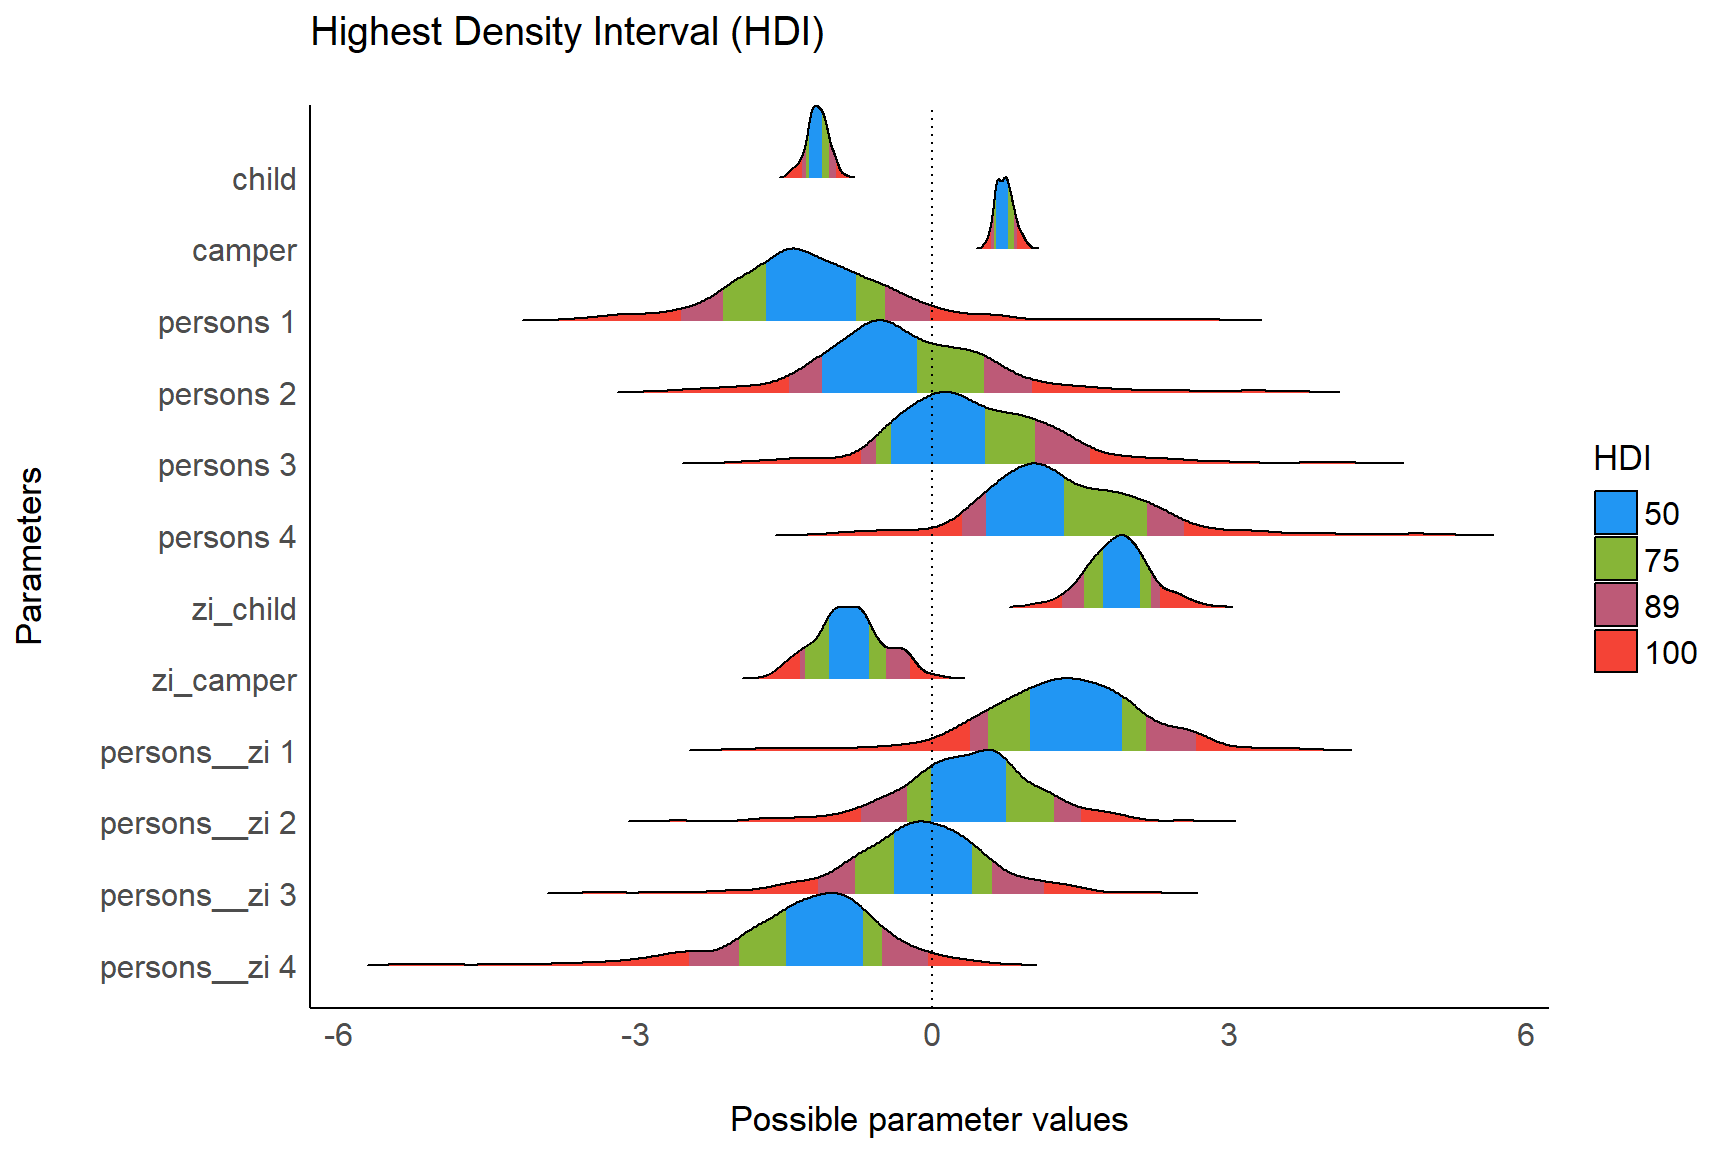 Highest Density Interval (HDI)
child
camper
persons 1
persons 2
persons 3
persons 4
zi_child
zi_camper
persons__zi 1
persons__zi 2
persons__zi 3
persons__zi 4
Parameters
-6 -3 0 3 6
Possible parameter values
HDI
50
75
89
100